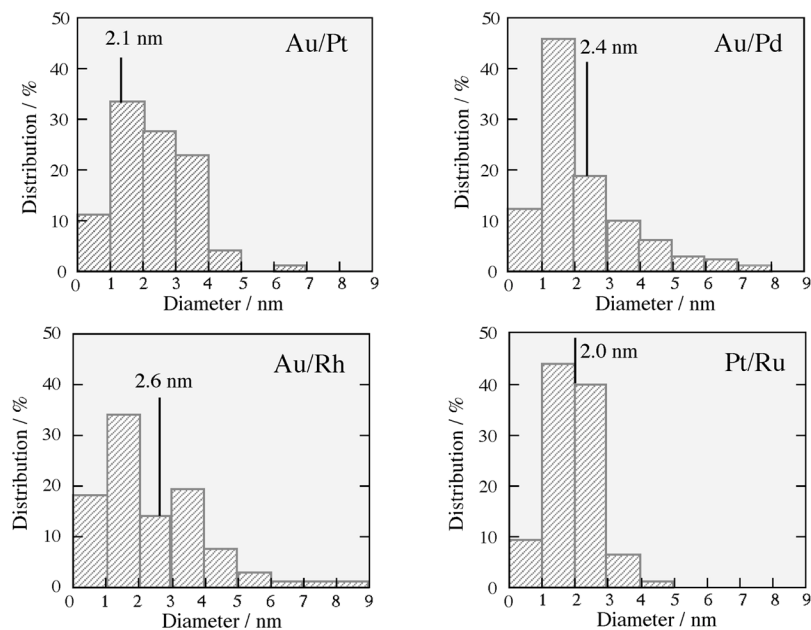 Au/Pt
2.1 nm
Distribution / %
50
40
30
20
10
0
0 1 2 3 4 5 6 7 8 9
Diameter / nm
Au/Pd
2.4 nm
Distribution / %
50
40
30
20
10
0
0 1 2 3 4 5 6 7 8 9
Diameter / nm
Au/Rh
2.6 nm
Distribution / %
50
40
30
20
10
0
0 1 2 3 4 5 6 7 8 9
Diameter / nm
Pt/Ru
2.0 nm
Distribution / %
50
40
30
20
10
0
0 1 2 3 4 5 6 7 8 9
Diameter / nm